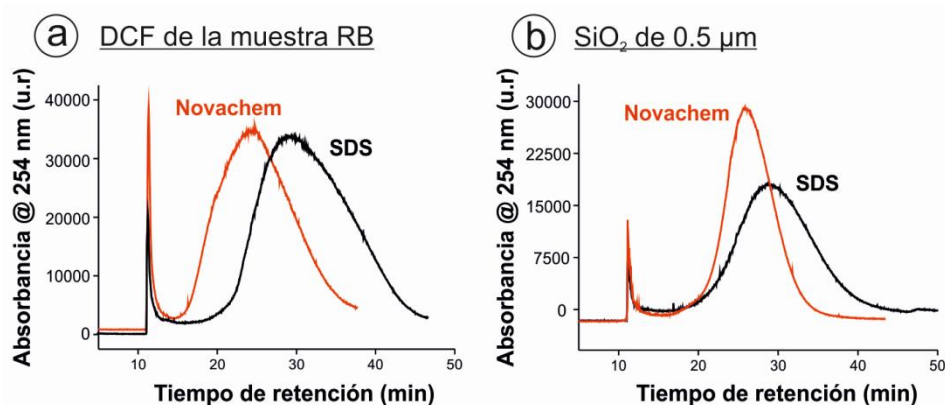 a DCF de la muestra RB
Absorbancia @ 254 nm (u.r)
40000
30000
20000
10000
0
Novachem
SDS
10 20 30 40 50
Tiempo de retención (min)
b SiO₂ de 0.5 µm
Absorbancia @ 254 nm (u.r)
30000
22500
15000
7500
0
Novachem
SDS
10 20 30 40 50
Tiempo de retención (min)